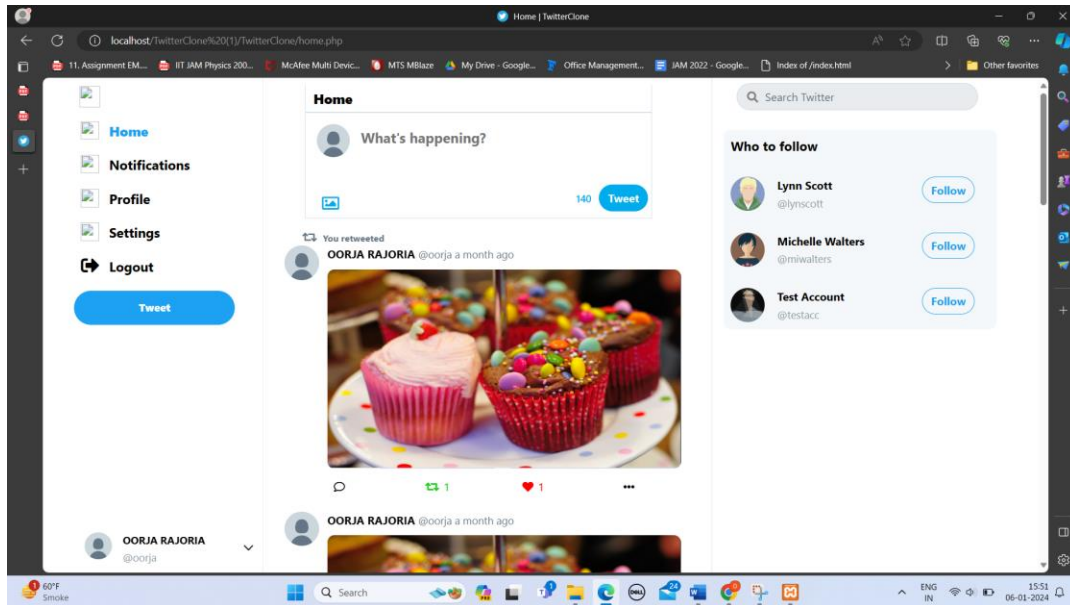 Home | TwitterClone
localhost/TwitterClone%20(1)/TwitterClone/home.php
11. Assignment EM...
IIT JAM Physics 200...
McAfee Multi Devic...
MTS MBlaze
My Drive - Google...
Office Management...
JAM 2022 - Google...
Index of /index.html
Other favorites
Home
Notifications
Profile
Settings
Logout
Tweet
OORJA RAJORIA
@oorja
Home
What's happening?
140 Tweet
You retweeted
OORJA RAJORIA @oorja a month ago
1 1
OORJA RAJORIA @oorja a month ago
Search Twitter
Who to follow
Lynn Scott
@lynscott
Follow
Michelle Walters
@miwalters
Follow
Test Account
@testacc
Follow
1
60°F
Smoke
Search
DELL
24
ENG
IN
15:51
06-01-2024